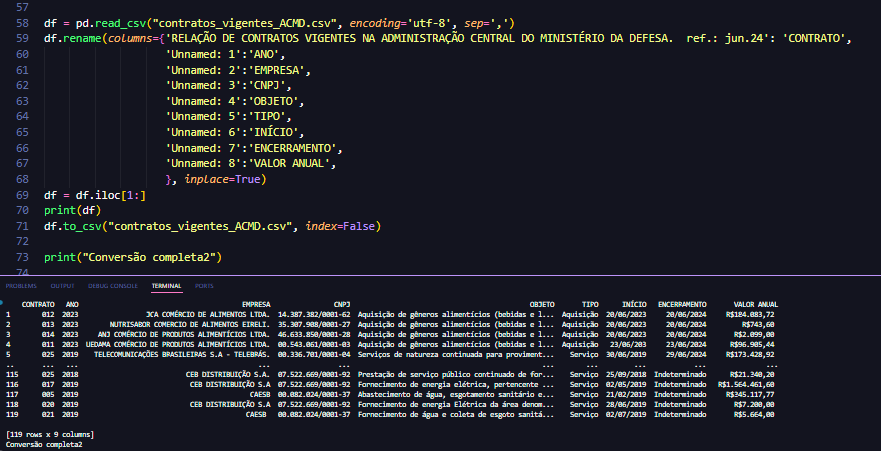 57
58 df = pd.read_csv("contratos_vigentes_ACMD.csv", encoding='utf-8', sep=',')
59 df.rename(columns={'RELAÇÃO DE CONTRATOS VIGENTES NA ADMINISTRAÇÃO CENTRAL DO MINISTÉRIO DA DEFESA.  ref.: jun.24': 'CONTRATO',
60 'Unnamed: 1':'ANO',
61 'Unnamed: 2':'EMPRESA',
62 'Unnamed: 3':'CNPJ',
63 'Unnamed: 4':'OBJETO',
64 'Unnamed: 5':'TIPO',
65 'Unnamed: 6':'INÍCIO',
66 'Unnamed: 7':'ENCERRAMENTO',
67 'Unnamed: 8':'VALOR ANUAL',
68 }, inplace=True)
69 df = df.iloc[1:]
70 print(df)
71 df.to_csv("contratos_vigentes_ACMD.csv", index=False)
72
73 print("Conversão completa2")
74
PROBLEMS OUTPUT DEBUG CONSOLE TERMINAL PORTS
CONTRATO ANO EMPRESA CNPJ OBJETO TIPO INÍCIO ENCERRAMENTO VALOR ANUAL
1 012 2023 JCA COMÉRCIO DE ALIMENTOS LTDA. 14.387.382/0001-62 Aquisição de gêneros alimentícios (bebidas e l... Aquisição 20/06/2023 20/06/2024 R$184.083,72
2 013 2023 NUTRISABOR COMERCIO DE ALIMENTOS EIRELI. 35.307.908/0001-27 Aquisição de gêneros alimentícios (bebidas e l... Aquisição 20/06/2023 20/06/2024 R$743,60
3 014 2023 ANJ COMÉRCIO DE PRODUTOS ALIMENTÍCIOS LTDA. 46.633.850/0001-28 Aquisição de gêneros alimentícios (bebidas e l... Aquisição 20/06/2023 20/06/2024 R$2.099,00
4 011 2023 UEDAMA COMÉRCIO DE PRODUTOS ALIMENTÍCIOS LTDA. 00.543.061/0001-03 Aquisição de gêneros alimentícios (bebidas e l... Aquisição 23/06/203 23/06/2024 R$96.905,44
5 025 2019 TELECOMUNICAÇÕES BRASILEIRAS S.A - TELEBRÁS. 00.336.701/0001-04 Serviços de natureza continuada para proviment... Serviço 30/06/2019 29/06/2024 R$173.428,92
.. ... ... ... ... ... ... ... ... ...
115 025 2018 CEB DISTRIBUIÇÃO S.A. 07.522.669/0001-92 Prestação de serviço público continuado de for... Serviço 25/09/2018 Indeterminado R$21.340,20
116 017 2019 CEB DISTRIBUIÇÃO S.A 07.522.669/0001-92 Fornecimento de energia elétrica, pertencente ... Serviço 02/05/2019 Indeterminado R$1.564.461,60
117 005 2019 CAESB 00.082.024/0001-37 Abastecimento de água, esgotamento sanitário e... Serviço 21/02/2019 Indeterminado R$345.117,77
118 020 2019 CEB DISTRIBUIÇÃO S.A 07.522.669/0001-92 Fornecimento de energia Elétrica da área denom... Serviço 28/06/2019 Indeterminado R$7.200,00
119 021 2019 CAESB 00.082.024/0001-37 Fornecimento de água e coleta de esgoto sanitá... Serviço 02/07/2019 Indeterminado R$5.664,00
[119 rows x 9 columns]
Conversão completa2